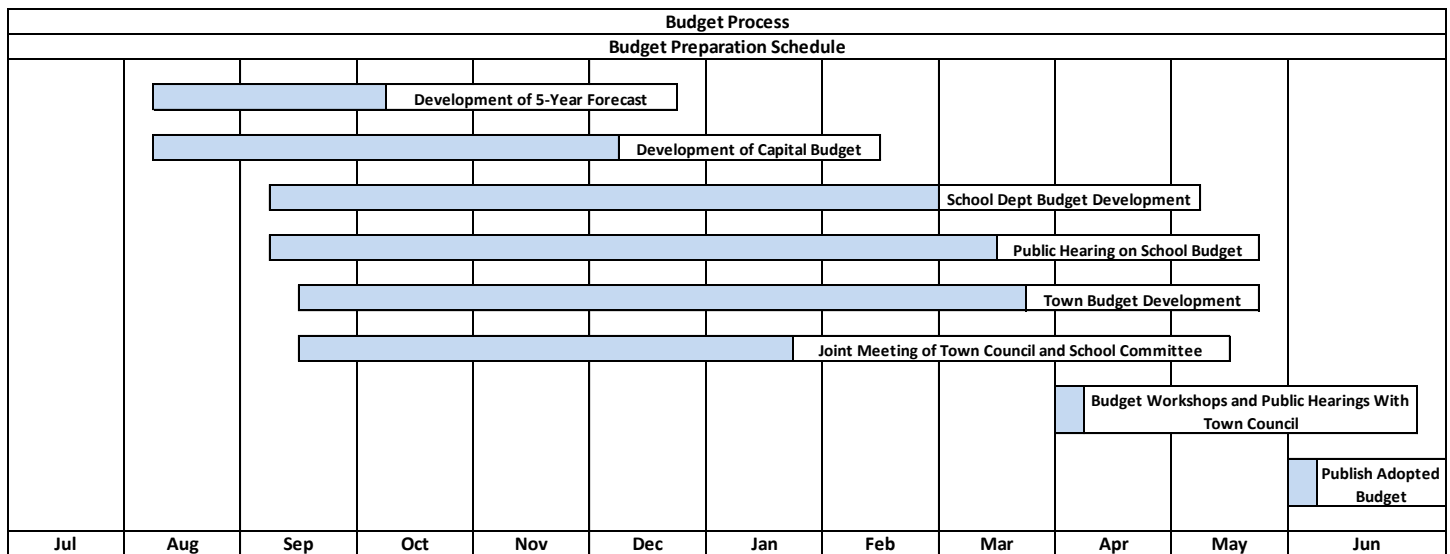 Budget Process
Budget Preparation Schedule
Development of 5-Year Forecast
Development of Capital Budget
School Dept Budget Development
Public Hearing on School Budget
Town Budget Development
Joint Meeting of Town Council and School Committee
Budget Workshops and Public Hearings With
Town Council
Publish Adopted
Budget
Jul Aug Sep Oct Nov Dec Jan Feb Mar Apr May Jun